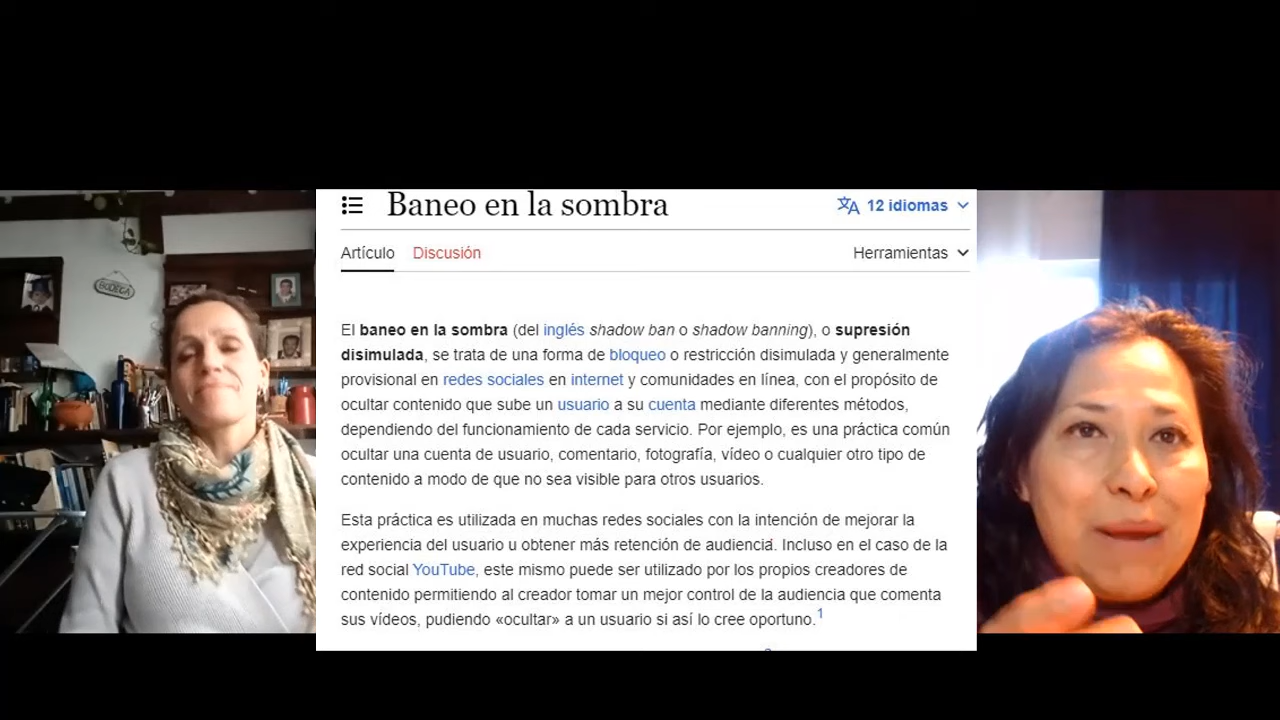 BODEGA
Baneo en la sombra
12 idiomas
Artículo Discusión Herramientas
El baneo en la sombra (del inglés shadow ban o shadow banning), o supresión
disimulada, se trata de una forma de bloqueo o restricción disimulada y generalmente
provisional en redes sociales en internet y comunidades en línea, con el propósito de
ocultar contenido que sube un usuario a su cuenta mediante diferentes métodos,
dependiendo del funcionamiento de cada servicio. Por ejemplo, es una práctica común
ocultar una cuenta de usuario, comentario, fotografía, vídeo o cualquier otro tipo de
contenido a modo de que no sea visible para otros usuarios.
Esta práctica es utilizada en muchas redes sociales con la intención de mejorar la
experiencia del usuario u obtener más retención de audiencia. Incluso en el caso de la
red social YouTube, este mismo puede ser utilizado por los propios creadores de
contenido permitiendo al creador tomar un mejor control de la audiencia que comenta
sus vídeos, pudiendo «ocultar» a un usuario si así lo cree oportuno.1